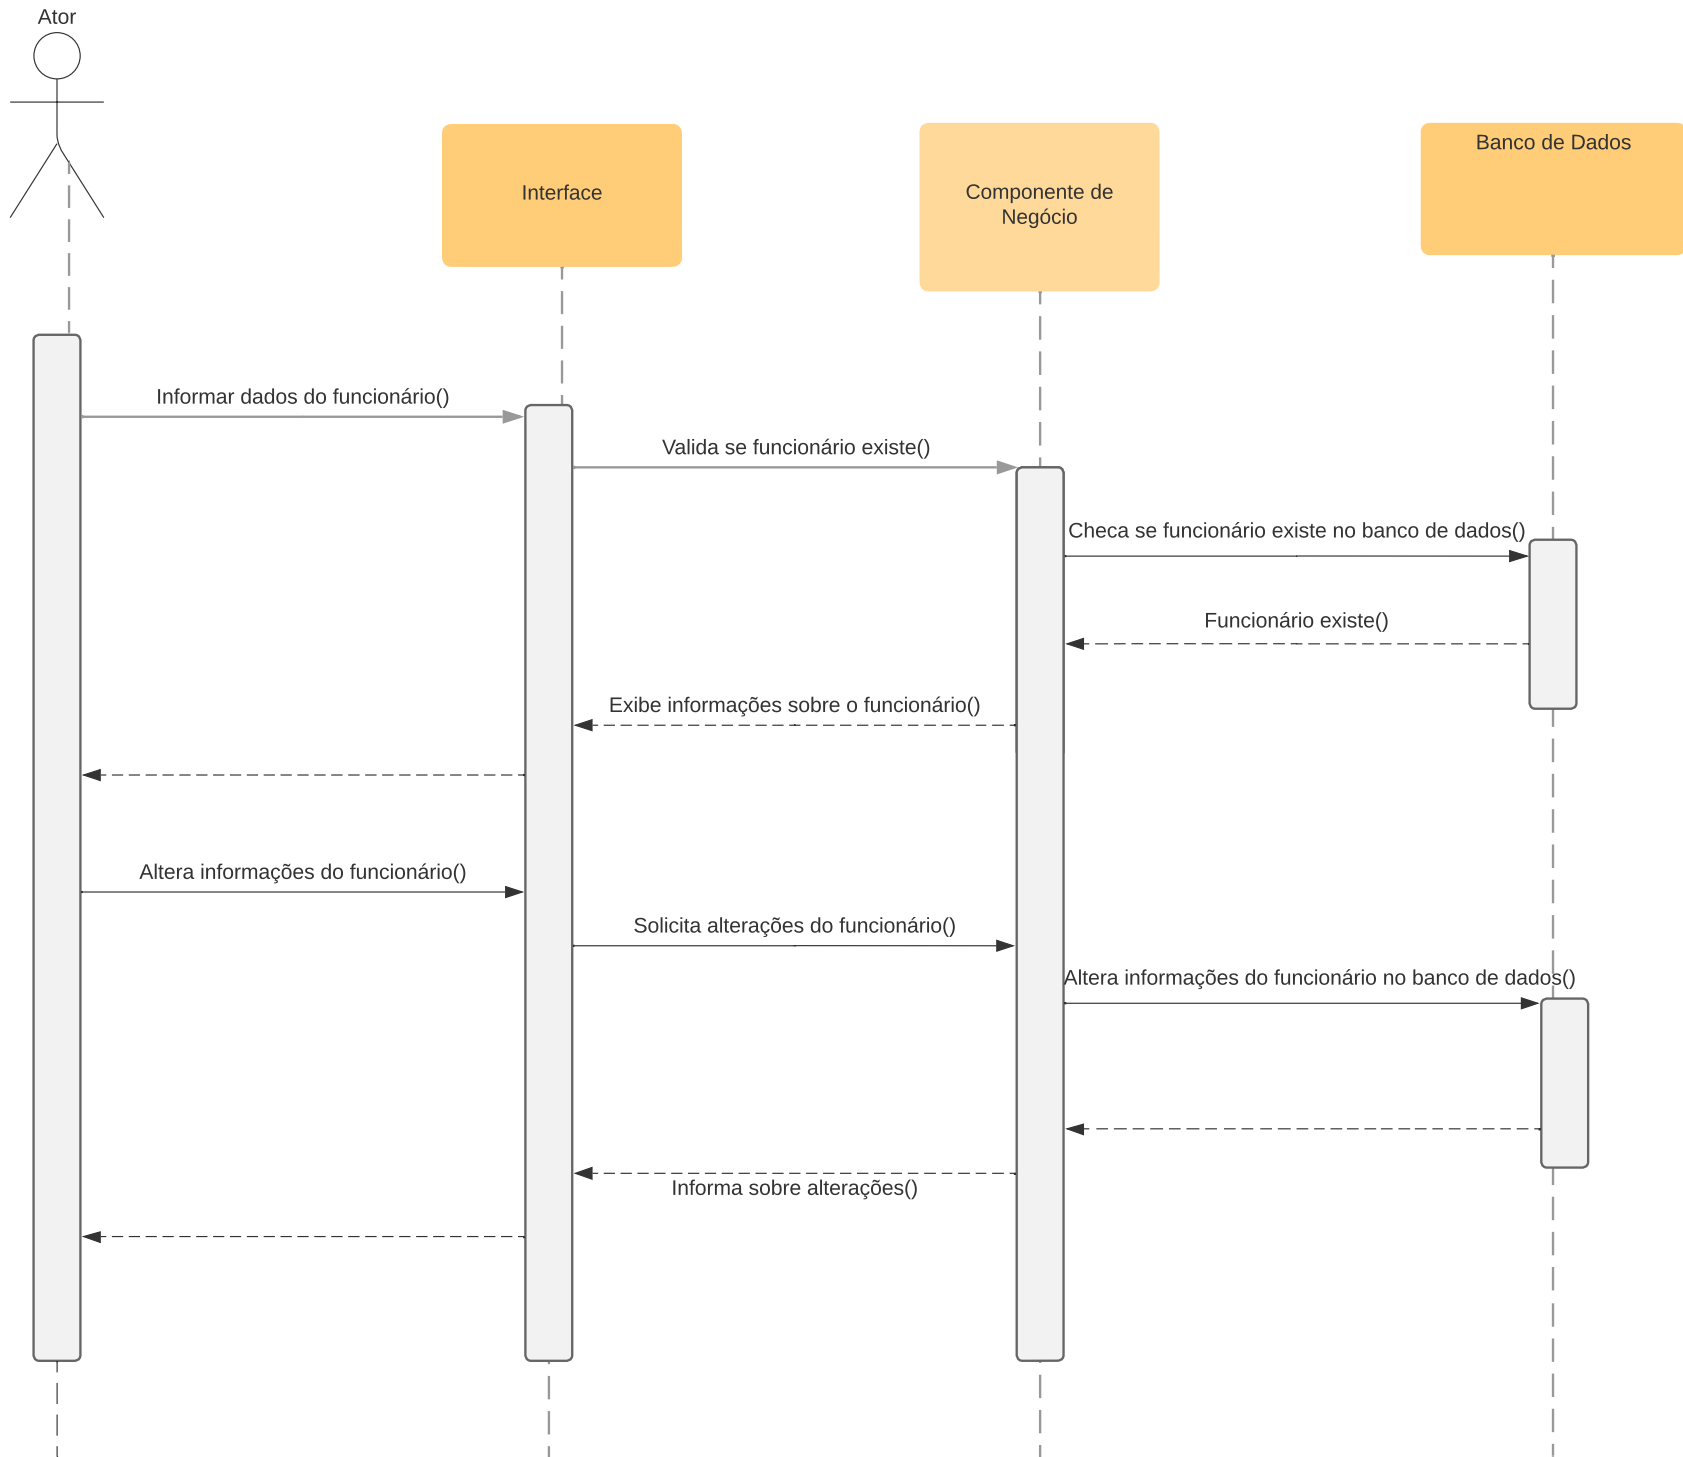 Ator
Interface
Componente de
Negócio
Banco de Dados
Informar dados do funcionário()
Valida se funcionário existe()
Checa se funcionário existe no banco de dados()
Funcionário existe()
Exibe informações sobre o funcionário()
Altera informações do funcionário()
Solicita alterações do funcionário()
Altera informações do funcionário no banco de dados()
Informa sobre alterações()